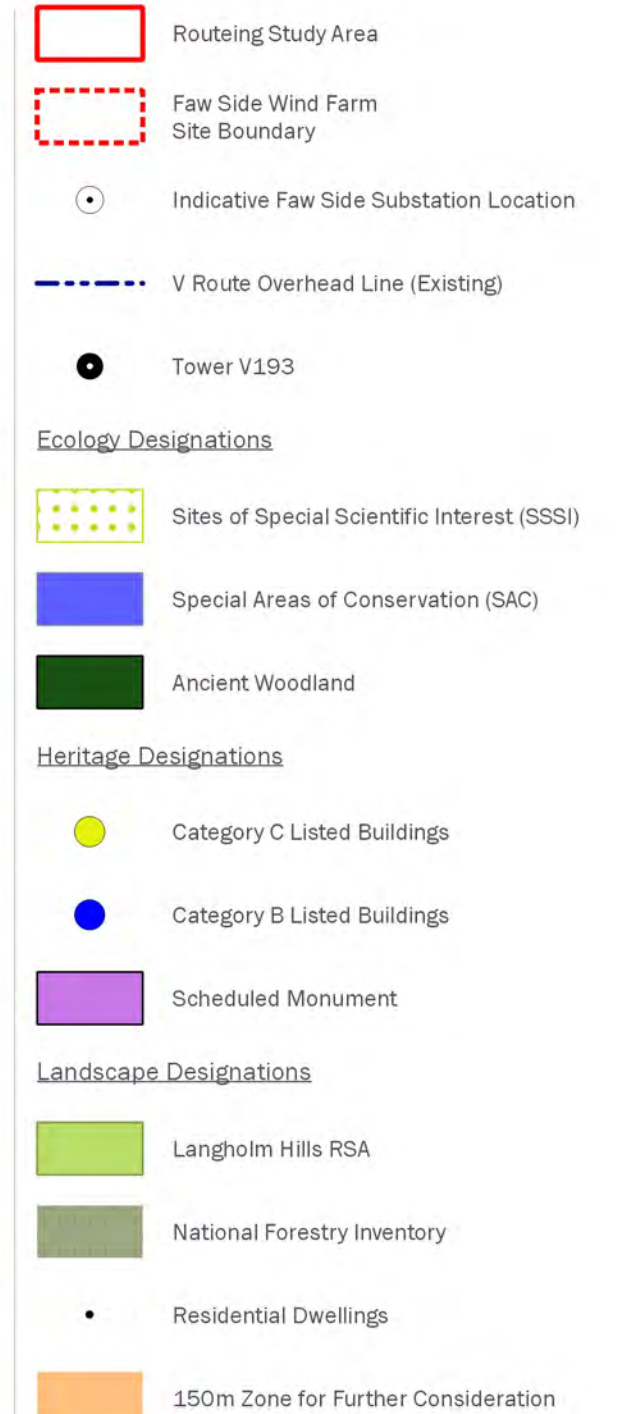 Routeing Study Area
Faw Side Wind Farm
Site Boundary
Indicative Faw Side Substation Location
V Route Overhead Line (Existing)
Tower V193
Ecology Designations
Sites of Special Scientific Interest (SSSI)
Special Areas of Conservation (SAC)
Ancient Woodland
Heritage Designations
Category C Listed Buildings
Category B Listed Buildings
Scheduled Monument
Landscape Designations
Langholm Hills RSA
National Forestry Inventory
Residential Dwellings
150m Zone for Further Consideration